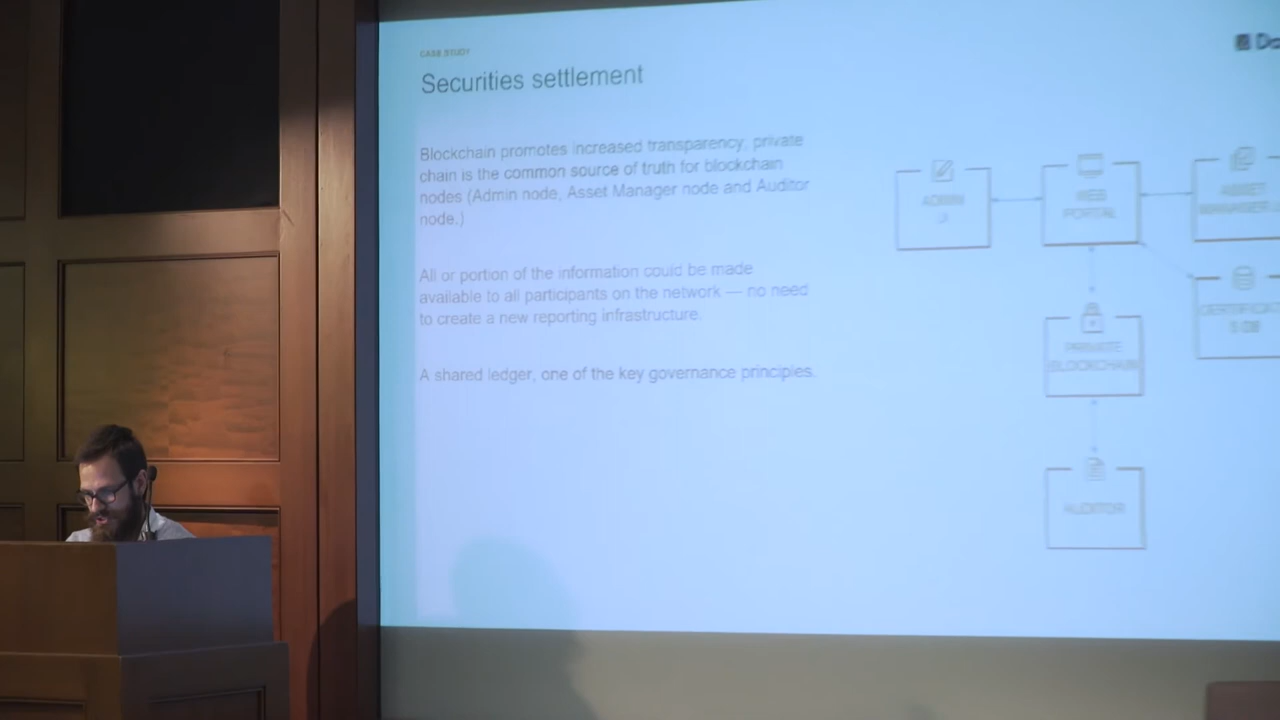 CASE STUDY
Securities settlement
Blockchain promotes increased transparency, private
chain is the common source of truth for blockchain
nodes (Admin node, Asset Manager node and Auditor
node.)
All or portion of the information could be made
available to all participants on the network — no need
to create a new reporting infrastructure.
A shared ledger, one of the key governance principles.
Do
ADMIN
WEB
PORTAL
ASSET
MANAGER
PRIVATE
BLOCKCHAIN
AUDITOR